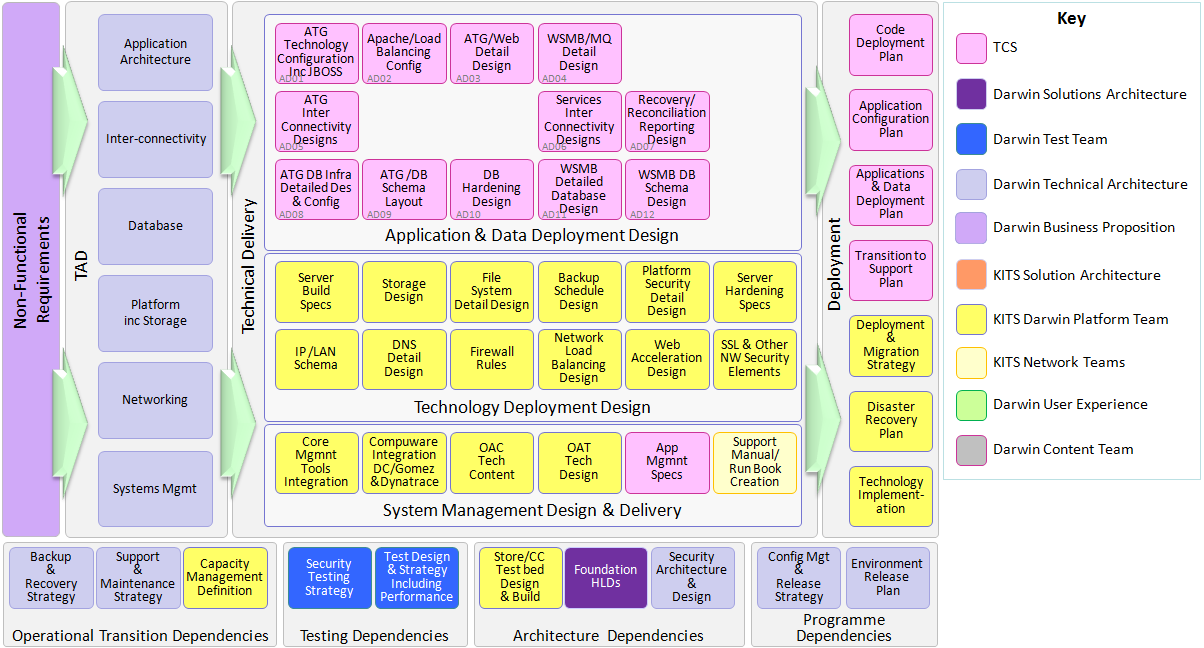 Non-Functional
Requirements
TAD
Application
Architecture
Inter-connectivity
Database
Platform
inc Storage
Networking
Systems Mgmt
Technical Delivery
ATG
Technology
Configuration
Inc JBOSS
AD01
Apache/Load
Balancing
Config
AD02
ATG/Web
Detail
Design
AD03
WSMB/MQ
Detail
Design
AD04
ATG
Inter
Connectivity
Designs
AD05
Services
Inter
Connectivity
Designs
AD06
Recovery/
Reconciliation
Reporting
Design
AD07
ATG DB Infra
Detailed Des
& Config
AD08
ATG /DB
Schema
Layout
AD09
DB
Hardening
Design
AD10
WSMB
Detailed
Database
Design
AD11
WSMB DB
Schema
Design
AD12
Application & Data Deployment Design
Server
Build
Specs
Storage
Design
File
System
Detail Design
Backup
Schedule
Design
Platform
Security
Detail
Design
Server
Hardening
Specs
IP/LAN
Schema
DNS
Detail
Design
Firewall
Rules
Network
Load
Balancing
Design
Web
Acceleration
Design
SSL & Other
NW Security
Elements
Technology Deployment Design
Core
Mgmnt
Tools
Integration
Compuware
Integration
DC/Gomez
&Dynatrace
OAC
Tech
Content
OAT
Tech
Design
App
Mgmnt
Specs
Support
Manual/
Run Book
Creation
System Management Design & Delivery
Deployment
Code
Deployment
Plan
Application
Configuration
Plan
Applications
& Data
Deployment
Plan
Transition to
Support
Plan
Deployment
&
Migration
Strategy
Disaster
Recovery
Plan
Technology
Implement-
ation
Key
TCS
Darwin Solutions Architecture
Darwin Test Team
Darwin Technical Architecture
Darwin Business Proposition
KITS Solution Architecture
KITS Darwin Platform Team
KITS Network Teams
Darwin User Experience
Darwin Content Team
Backup
&
Recovery
Strategy
Support
&
Maintenance
Strategy
Capacity
Management
Definition
Operational Transition Dependencies
Security
Testing
Strategy
Test Design
& Strategy
Including
Performance
Testing Dependencies
Store/CC
Test bed
Design
& Build
Foundation
HLDs
Security
Architecture
&
Design
Architecture Dependencies
Config Mgt
&
Release
Strategy
Environment
Release
Plan
Programme
Dependencies